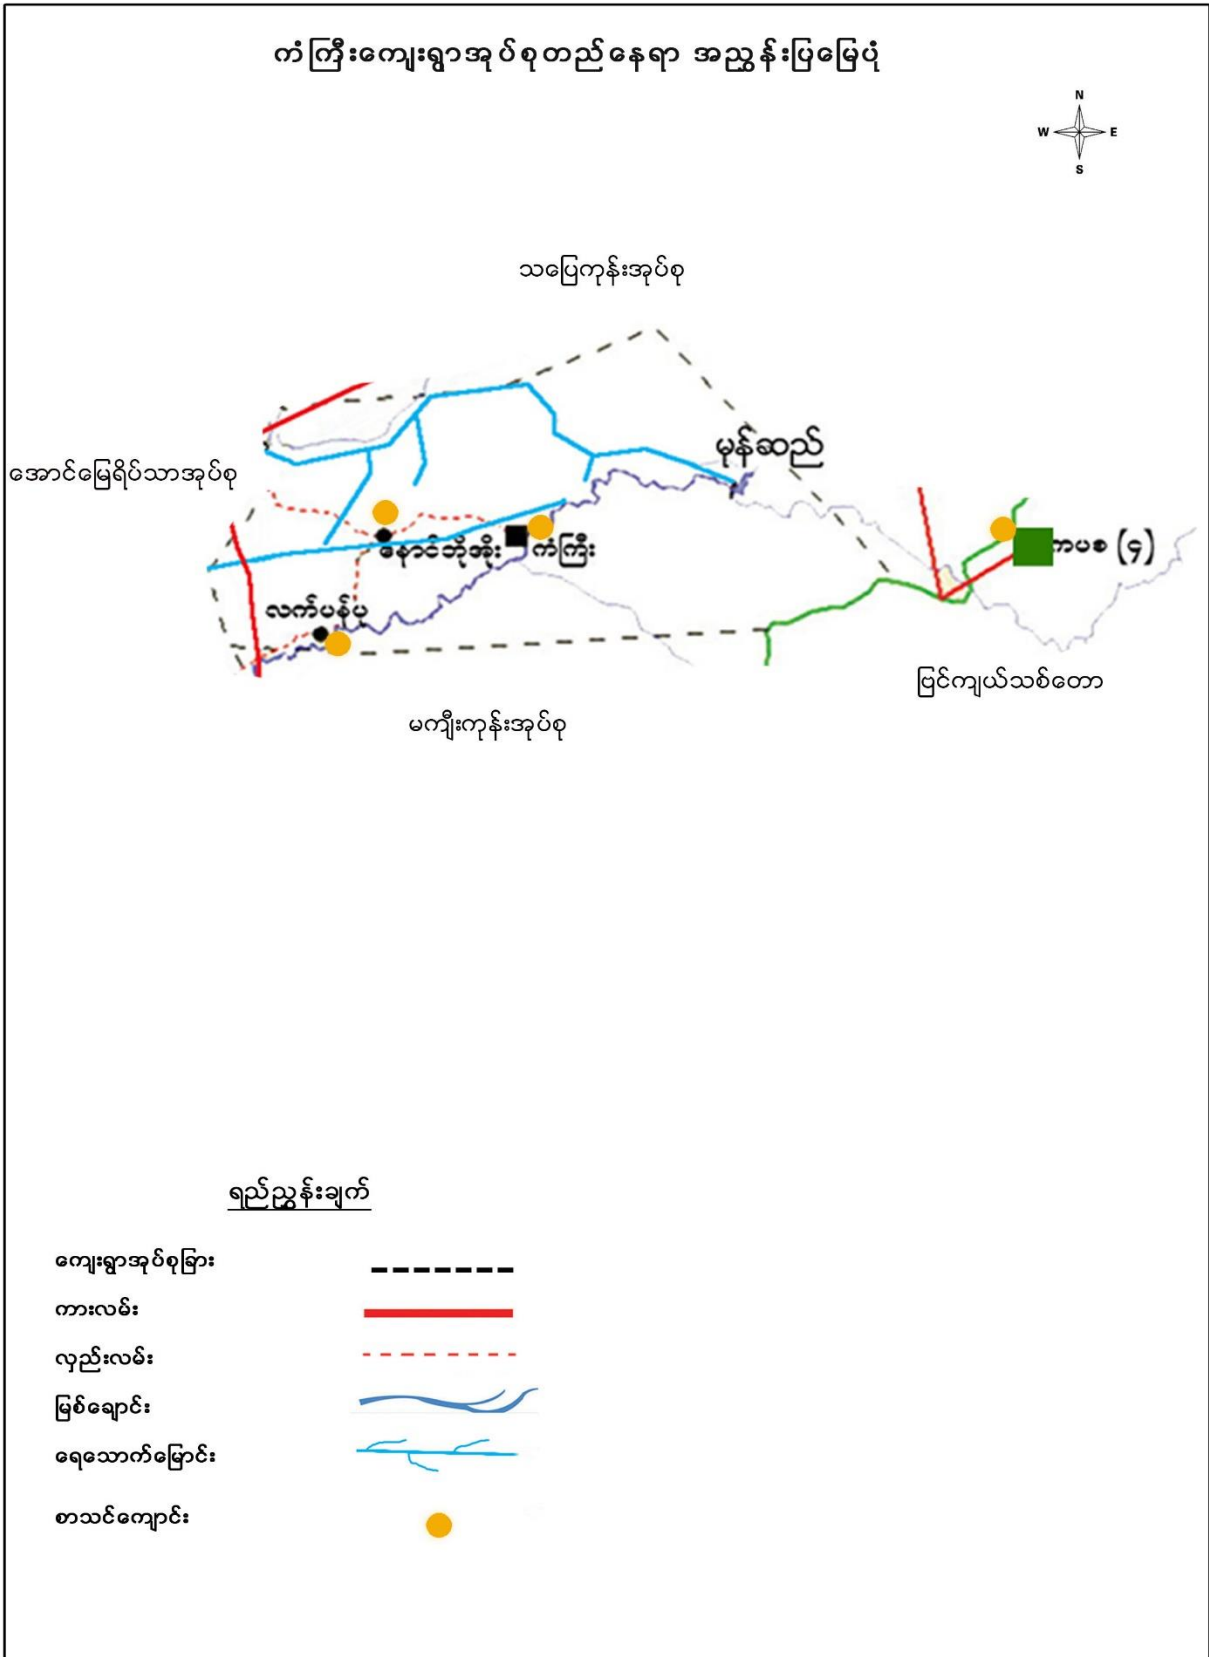 ကံကြီးကျေးရွာအုပ်စုတည်နေရာ အညွှန်းပြမြေပုံ
N
W E
S
သပြေကုန်းအုပ်စု
မုန်ဆည်
အောင်မြေရိပ်သာအုပ်စု
နောင်ဘိုအိုး ကံကြီး ကပစ (၄)
လက်ပန်ပု
ဗြင်ကျယ်သစ်တော
မကျီးကုန်းအုပ်စု
ရည်ညွှန်းချက်
ကျေးရွာအုပ်စုခြား
ကားလမ်း
လှည်းလမ်း
မြစ်ချောင်း
ရေသောက်မြောင်း
စာသင်ကျောင်း